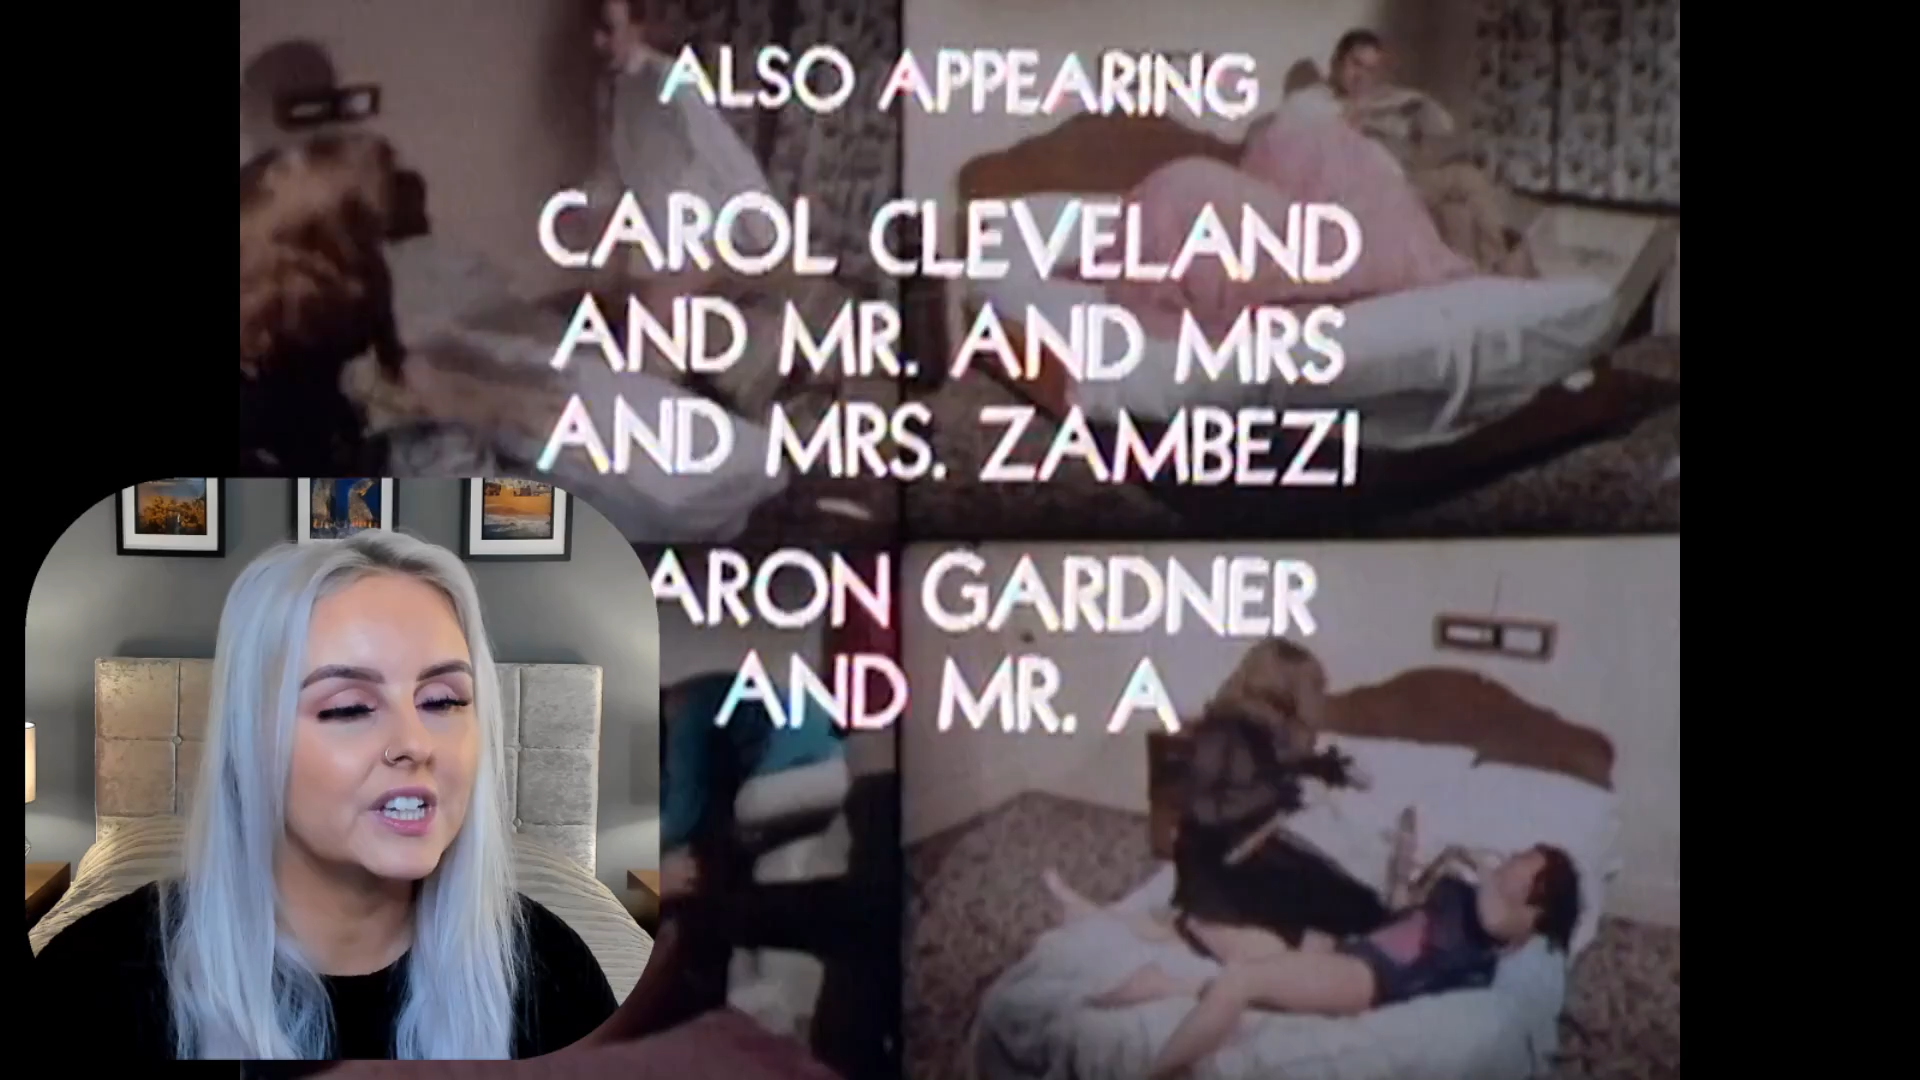 ALSO APPEARING
CAROL CLEVELAND
AND MR. AND MRS
AND MRS. ZAMBEZI
ARON GARDNER
AND MR. A